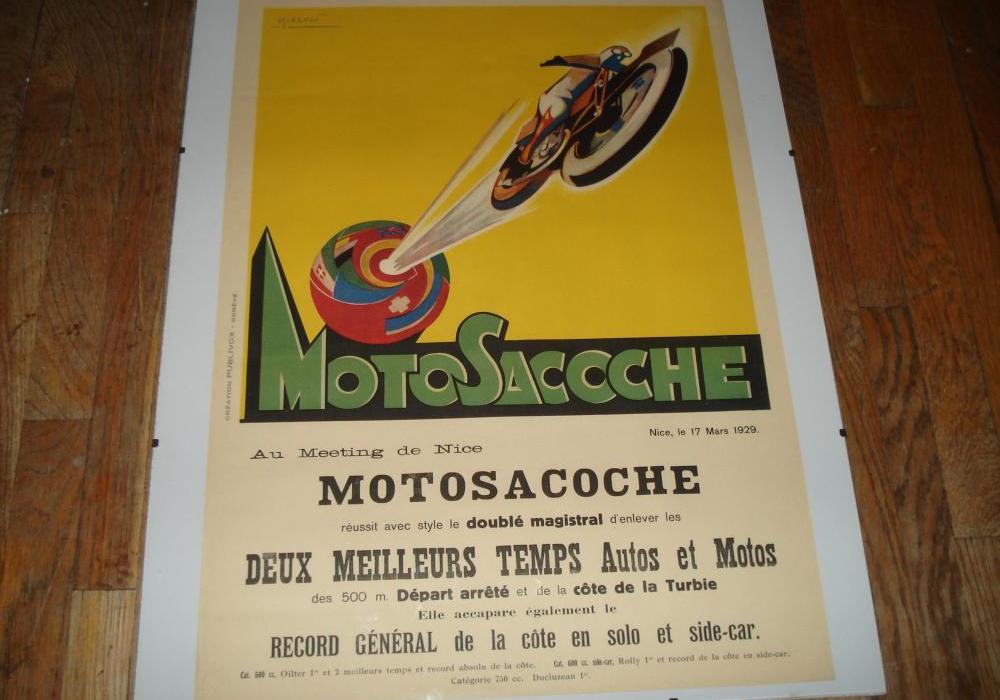 CRÉATION PUBLIVOX - GENÈVE
MOTOSACOCHE
Nice, le 17 Mars 1929.
Au Meeting de Nice
MOTOSACOCHE
réussit avec style le doublé magistral d'enlever les
DEUX MEILLEURS TEMPS Autos et Motos
des 500 m. Départ arrêté et de la côte de la Turbie
Elle accapare également le
RECORD GÉNÉRAL de la côte en solo et side-car.
Cat. 500 cc. Oilter 1er et 2 meilleurs temps et record absolu de la côte. Cat. 600 cc. side-car, Rolly 1er et record de la côte en side-car.
Catégorie 750 cc. Ducluzeau 1er.